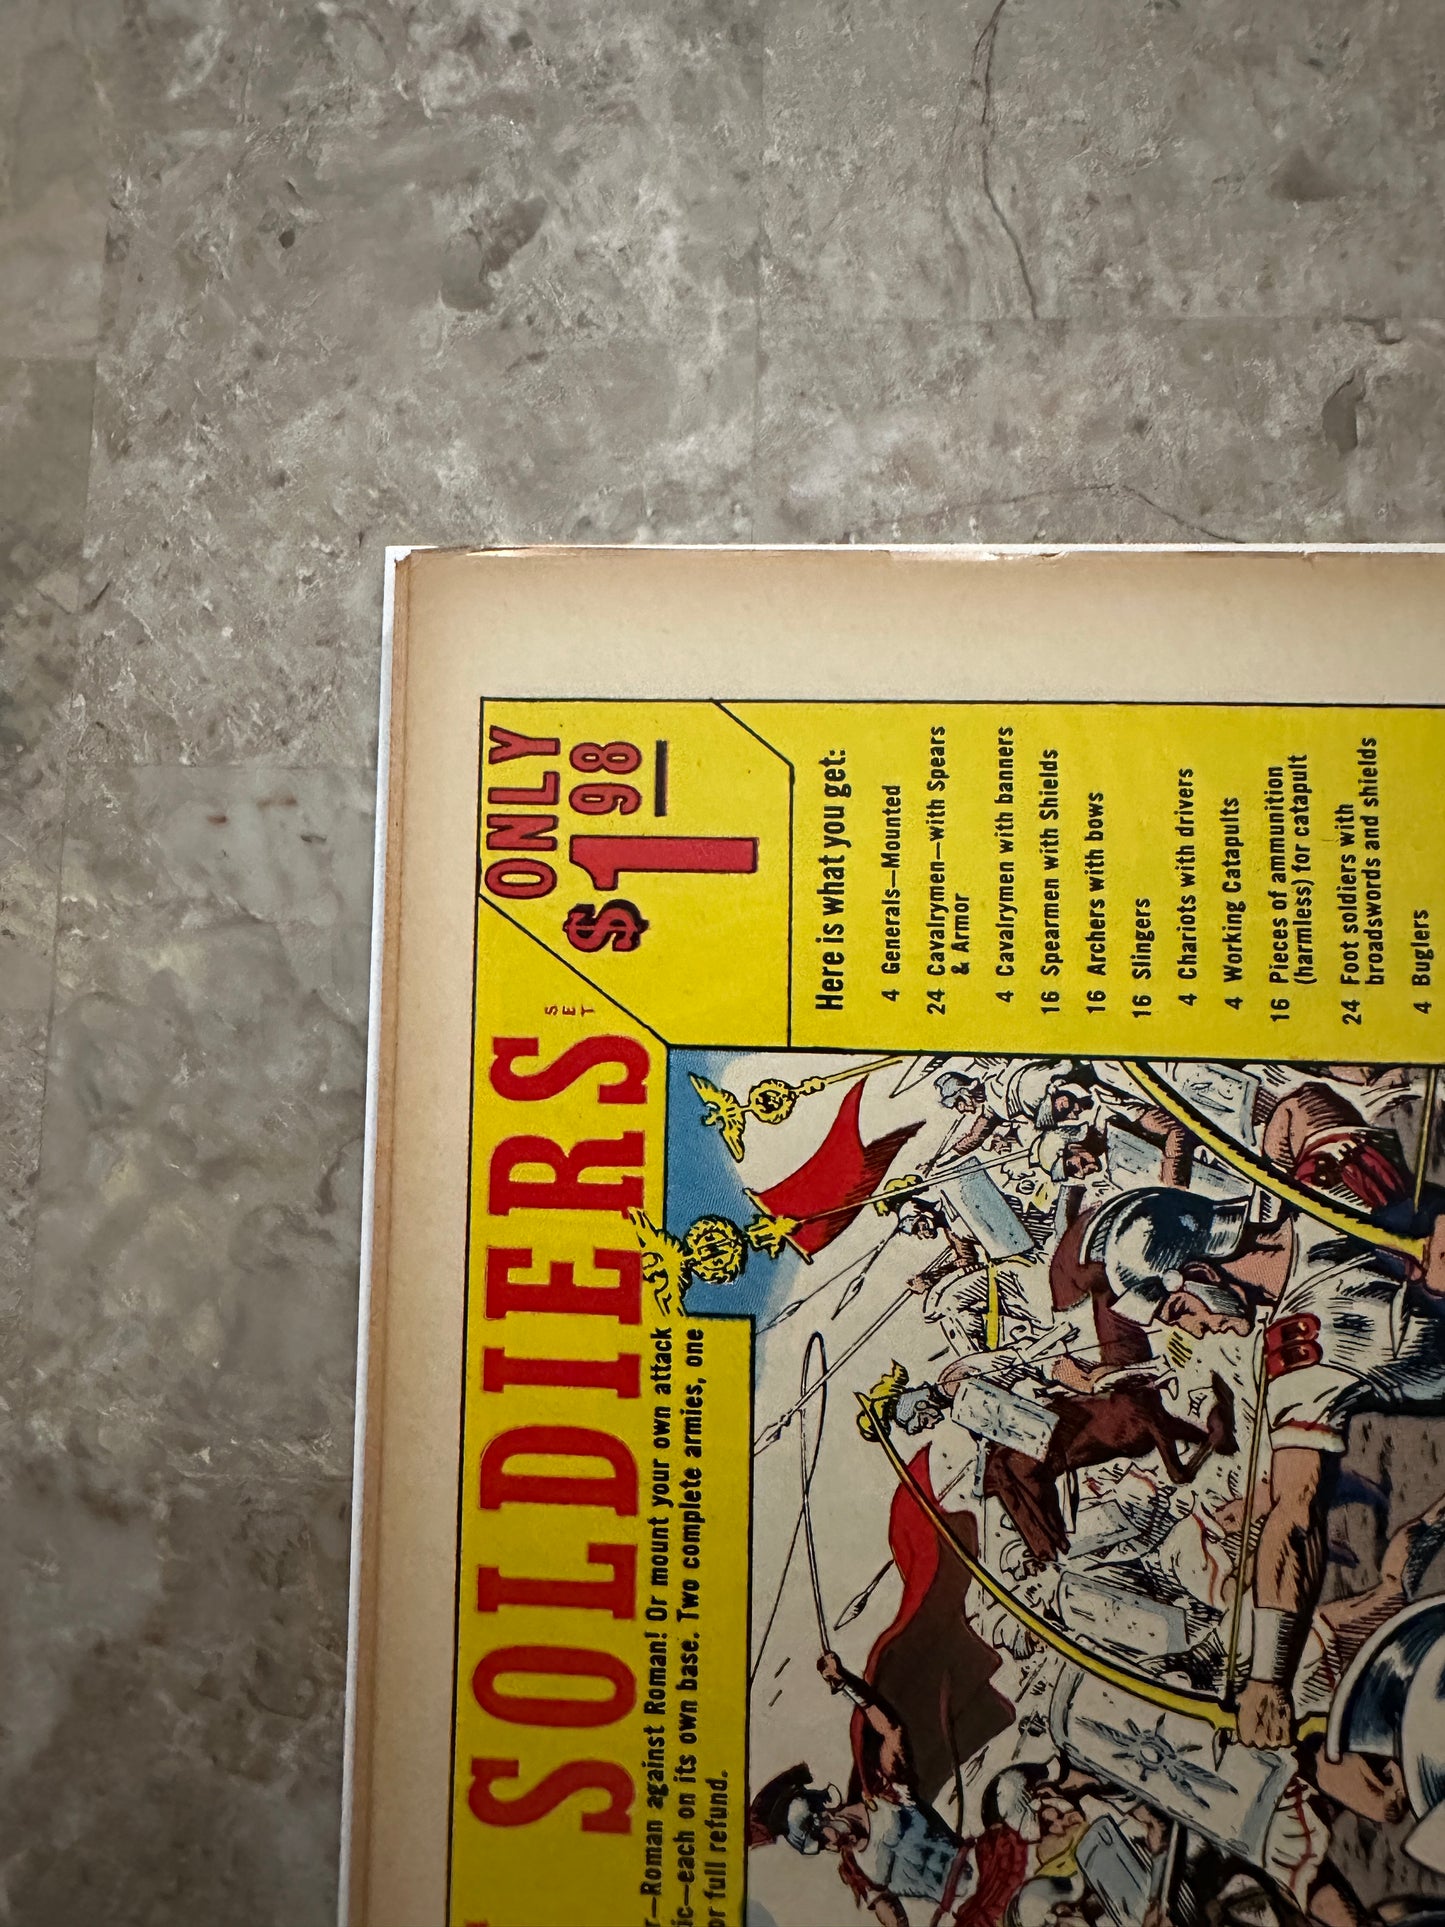 SOLDIERS
SET
ONLY
$1 98
—Roman against Roman! Or mount your own attack
—each on its own base. Two complete armies, one
full refund.
Here is what you get:
4 Generals—Mounted
24 Cavalrymen—with Spears
& Armor
4 Cavalrymen with banners
16 Spearmen with Shields
16 Archers with bows
16 Slingers
4 Chariots with drivers
4 Working Catapults
16 Pieces of ammunition
(harmless) for catapult
24 Foot soldiers with
broadswords and shields
4 Buglers